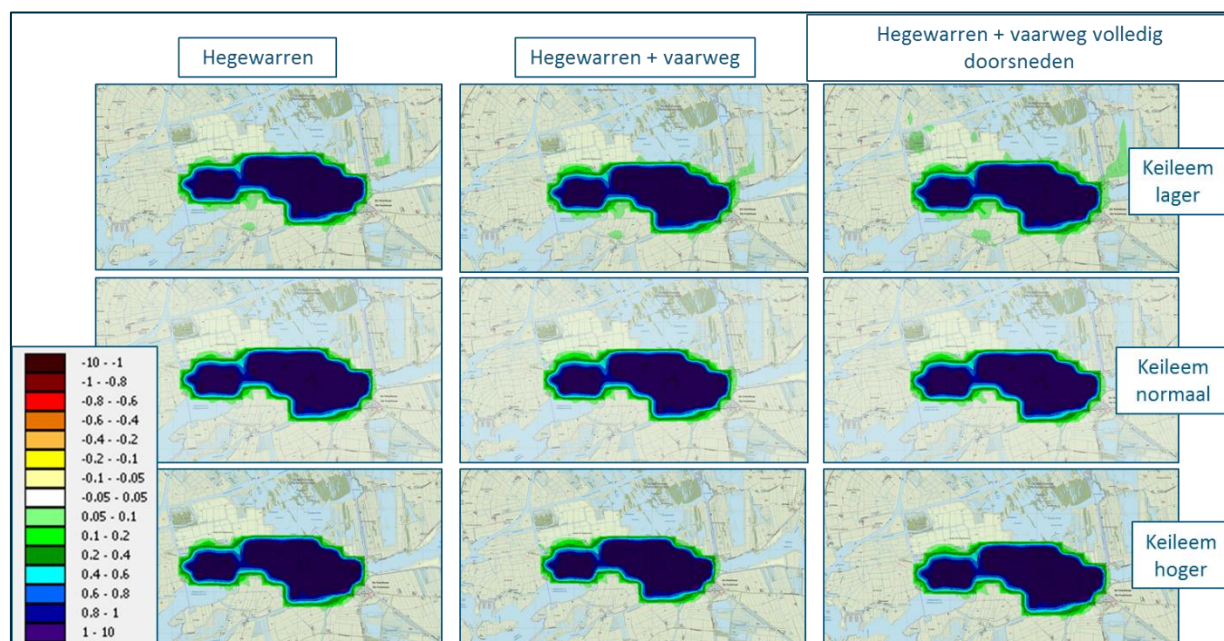 Hegewarren
Hegewarren + vaarweg
Hegewarren + vaarweg volledig
doorsneden
Keileem
lager
Keileem
normaal
Keileem
hoger
-10 - -1
-1 - -0.8
-0.8 - -0.6
-0.6 - -0.4
-0.4 - -0.2
-0.2 - -0.1
-0.1 - -0.05
-0.05 - 0.05
0.05 - 0.1
0.1 - 0.2
0.2 - 0.4
0.4 - 0.6
0.6 - 0.8
0.8 - 1
1 - 10